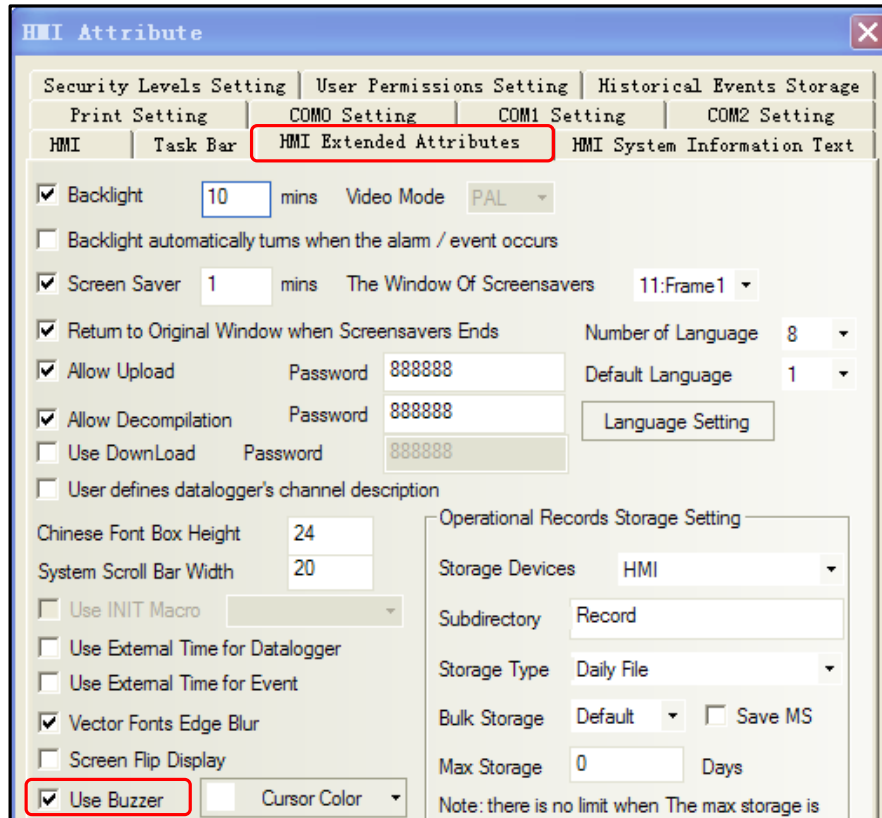 HMI Attribute
Security Levels Setting User Permissions Setting Historical Events Storage
Print Setting COM0 Setting COM1 Setting COM2 Setting
HMI Task Bar HMI Extended Attributes HMI System Information Text
Backlight 10 mins Video Mode PAL
Backlight automatically turns when the alarm / event occurs
Screen Saver 1 mins The Window Of Screensavers 11:Frame1
Return to Original Window when Screensavers Ends Number of Language 8
Allow Upload Password 888888 Default Language 1
Allow Decompilation Password 888888 Language Setting
Use DownLoad Password 888888
User defines datalogger's channel description
Chinese Font Box Height 24
System Scroll Bar Width 20
Use INIT Macro
Use External Time for Datalogger
Use External Time for Event
Vector Fonts Edge Blur
Screen Flip Display
Use Buzzer Cursor Color
Operational Records Storage Setting
Storage Devices HMI
Subdirectory Record
Storage Type Daily File
Bulk Storage Default Save MS
Max Storage 0 Days
Note: there is no limit when The max storage is